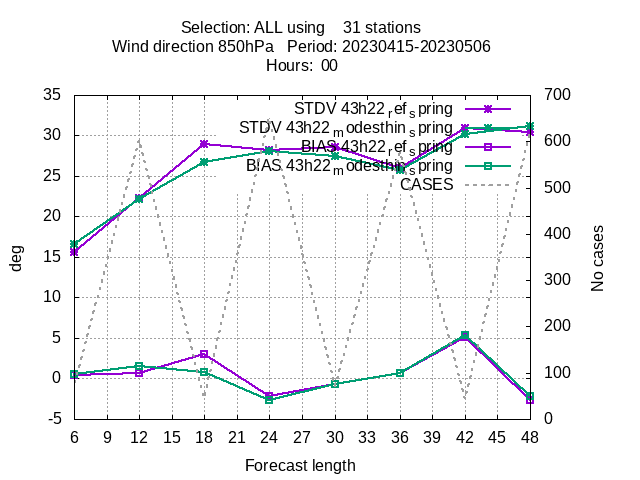 Selection: ALL using    31 stations
Wind direction 850hPa   Period: 20230415-20230506
Hours:  00
35
30
25
20
15
10
5
0
-5
700
600
500
400
300
200
100
0
STDV 43h22_ref_spring
STDV 43h22_modesthin_spring
BIAS 43h22_ref_spring
BIAS 43h22_modesthin_spring
CASES
deg
No cases
6 9 12 15 18 21 24 27 30 33 36 39 42 45 48
Forecast length